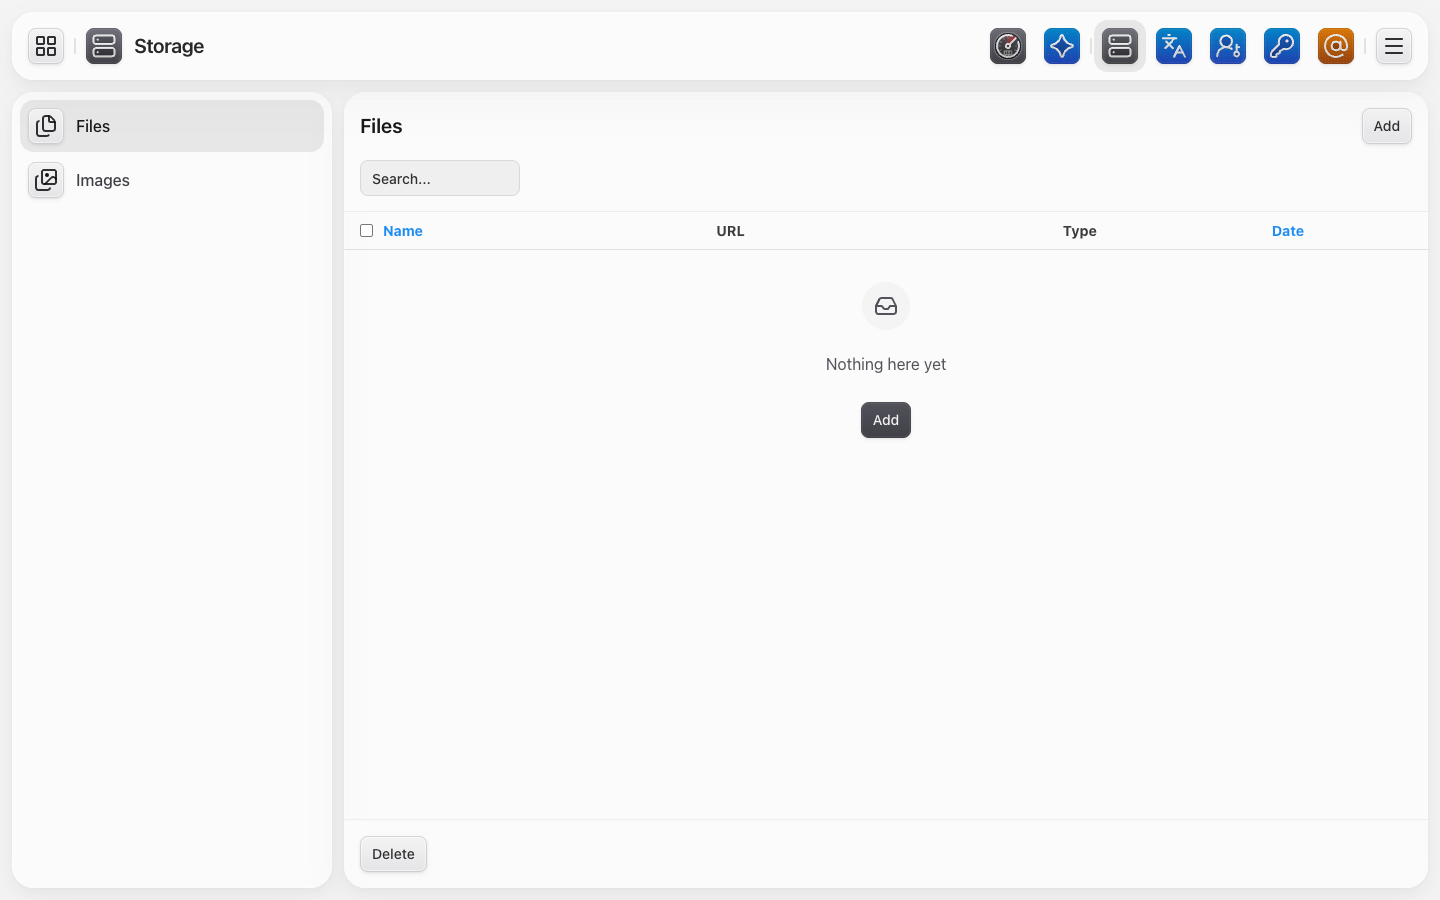 Storage
Files
Images
Files
Add
Search...
Name
URL
Type
Date
Nothing here yet
Add
Delete